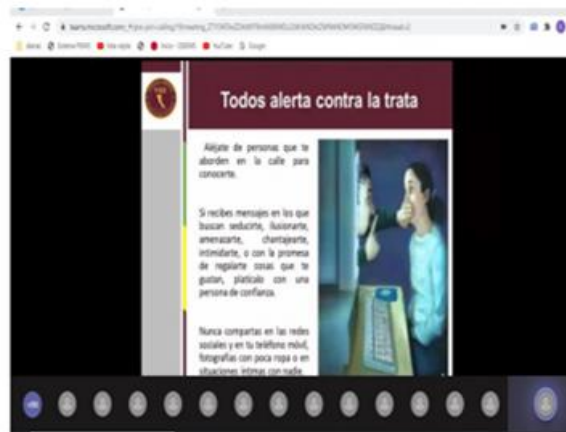 Todos alerta contra la trata
Aléjate de personas que te
aborden en la calle para
conocerte.
Si recibes mensajes en los que
buscan seducirte, ilusionarte,
amenazarte, chantajearte,
intimidarte, o con la promesa
de regalarte cosas que te
gustan, platícalo con una
persona de confianza.
Nunca compartas en las redes
sociales y en tu teléfono móvil,
fotografías con poca ropa o en
situaciones íntimas con nadie.